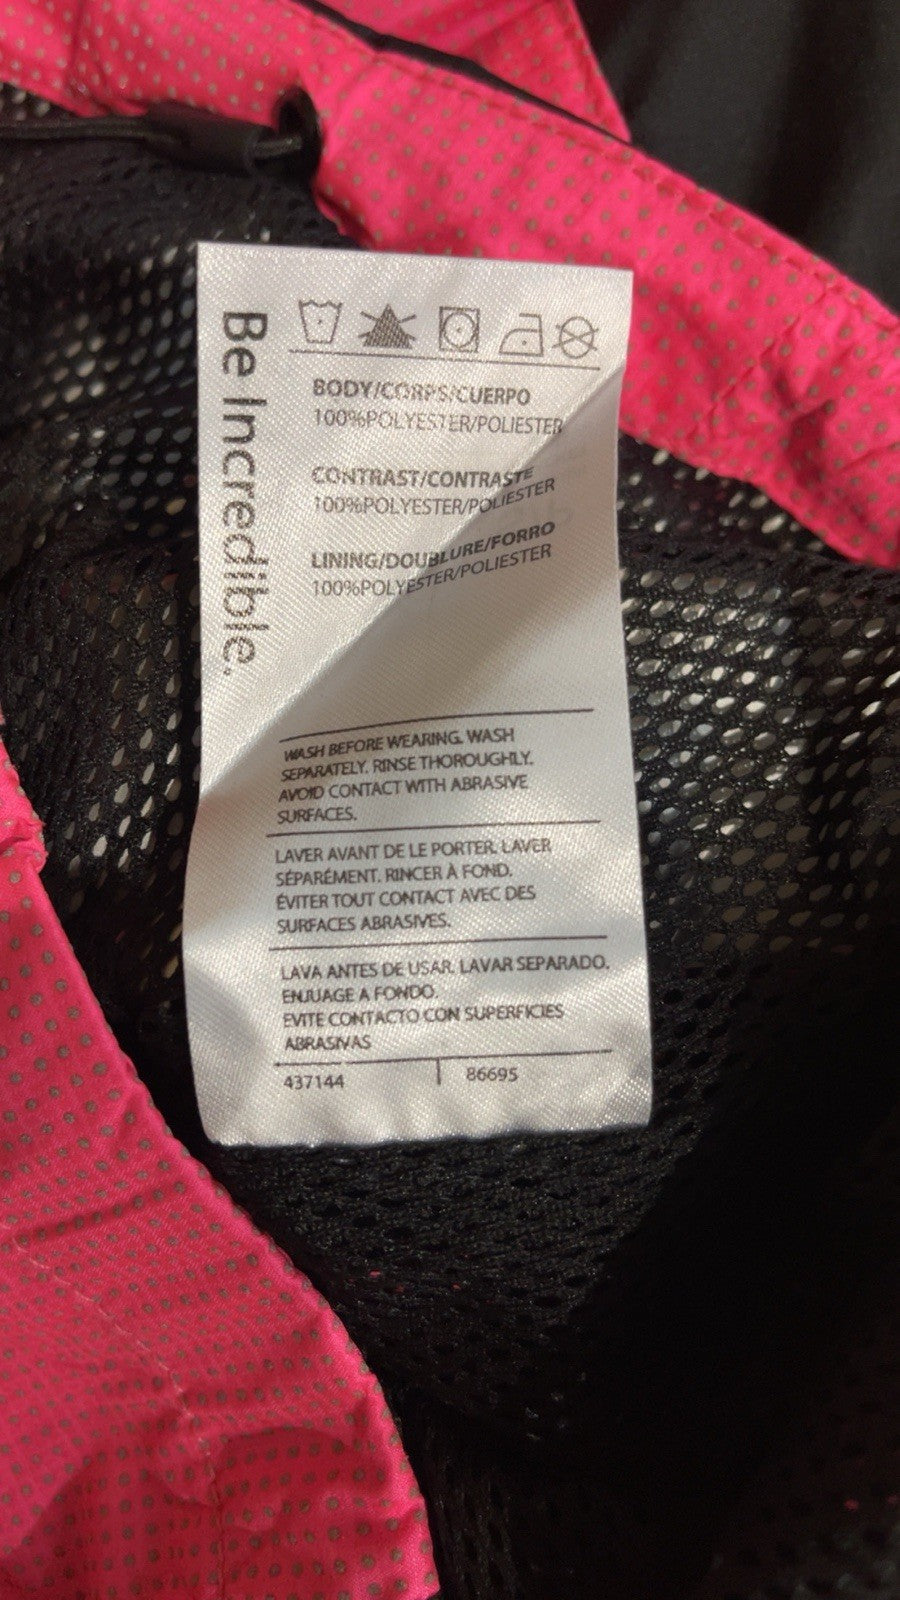 Be Incredible.
BODY/CORPS/CUERPO
100%POLYESTER/POLIESTER
CONTRAST/CONTRASTE
100%POLYESTER/POLIESTER
LINING/DOUBLURE/FORRO
100%POLYESTER/POLIESTER
WASH BEFORE WEARING. WASH
SEPARATELY. RINSE THOROUGHLY.
AVOID CONTACT WITH ABRASIVE
SURFACES.
LAVER AVANT DE LE PORTER. LAVER
SÉPARÉMENT. RINCER À FOND.
ÉVITER TOUT CONTACT AVEC DES
SURFACES ABRASIVES.
LAVA ANTES DE USAR. LAVAR SEPARADO.
ENJUAGE A FONDO.
EVITE CONTACTO CON SUPERFICIES
ABRASIVAS
437144 | 86695